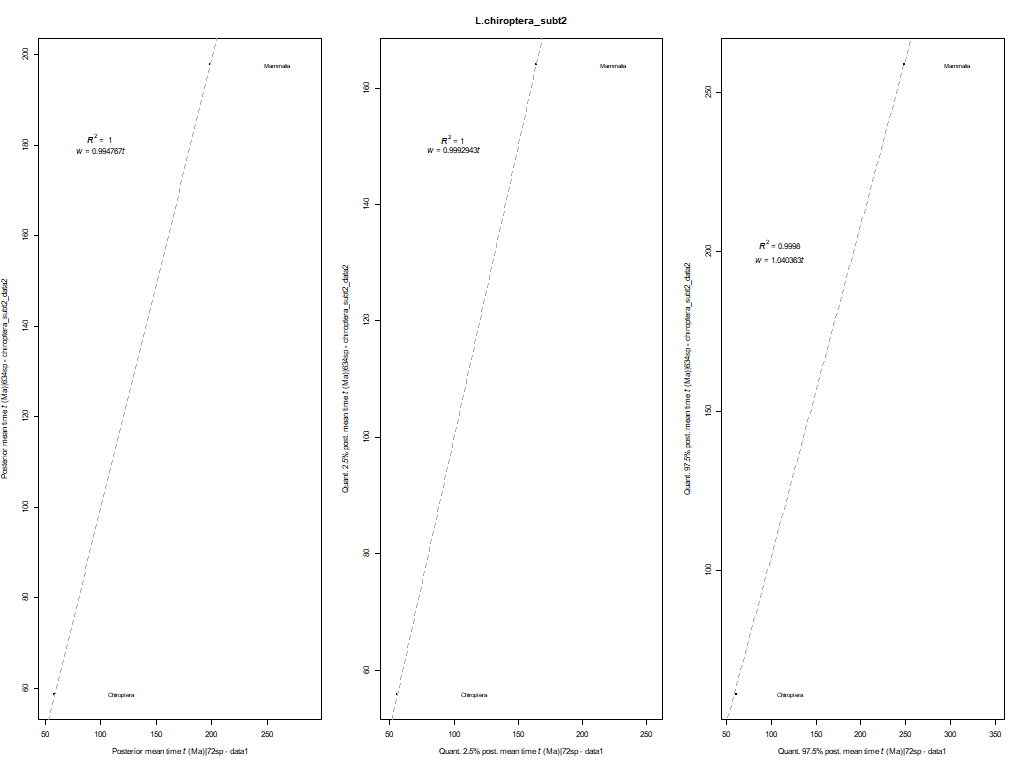 L.chiroptera_subt2
Posterior mean time t (Ma)|634sp - chiroptera_subt2_data2
200
180
160
140
120
100
80
60
Mammalia
R2 = 1
w = 0.994767t
Chiroptera
50 100 150 200 250
Posterior mean time t (Ma)|72sp - data1
Quant. 2.5% post. mean time t (Ma)|634sp - chiroptera_subt2_data2
160
140
120
100
80
60
Mammalia
R2 = 1
w = 0.9992943t
Chiroptera
50 100 150 200 250
Quant. 2.5% post. mean time t (Ma)|72sp - data1
Quant. 97.5% post. mean time t (Ma)|634sp - chiroptera_subt2_data2
250
200
150
100
Mammalia
R2 = 0.9998
w = 1.040363t
Chiroptera
50 100 150 200 250 300 350
Quant. 97.5% post. mean time t (Ma)|72sp - data1